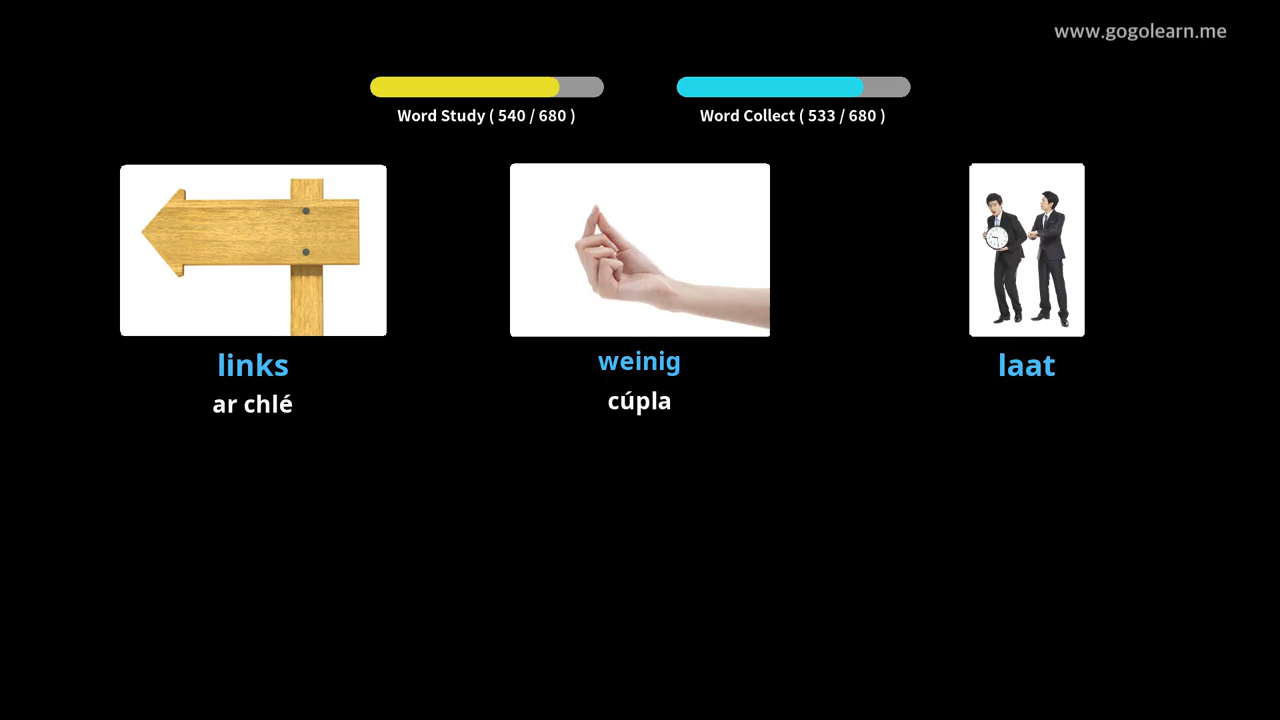 www.gogolearn.me
Word Study ( 540 / 680 )
Word Collect ( 533 / 680 )
links
ar chlé
weinig
cúpla
laat